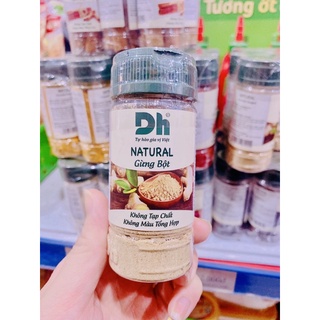 Tương ớt
Dh
Tự hào gia vị Việt
NATURAL
Gừng Bột
Không Tạp Chất
Không Màu Tổng Hợp